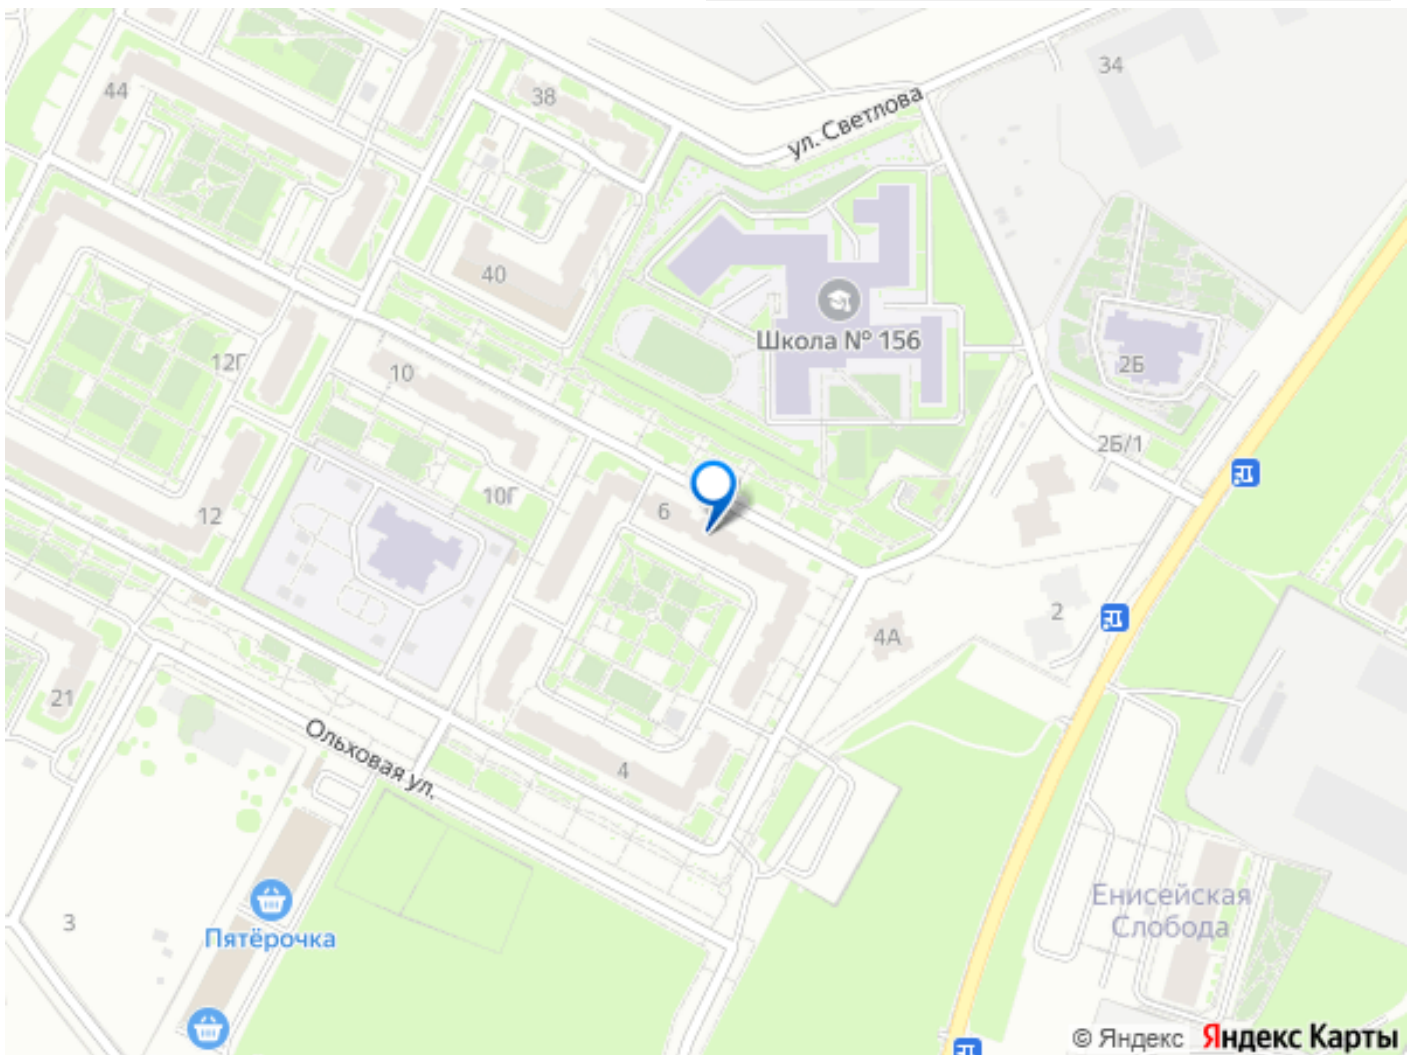 34
44
38
ул. Светлова
40
Школа № 156
12Г
2Б
10
2Б/1
10Г
6
12
2
4А
21
Ольховая ул.
4
Енисейская
Слобода
3
Пятёрочка
© Яндекс Яндекс Карты